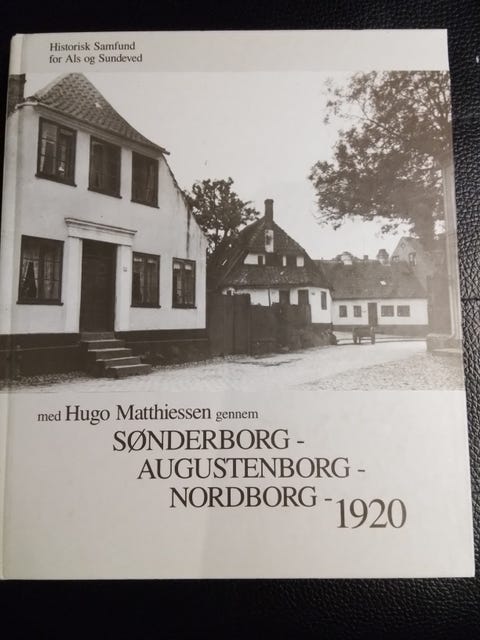 Historisk Samfund
for Als og Sundeved
med Hugo Matthiessen gennem
SØNDERBORG -
AUGUSTENBORG -
NORDBORG - 1920